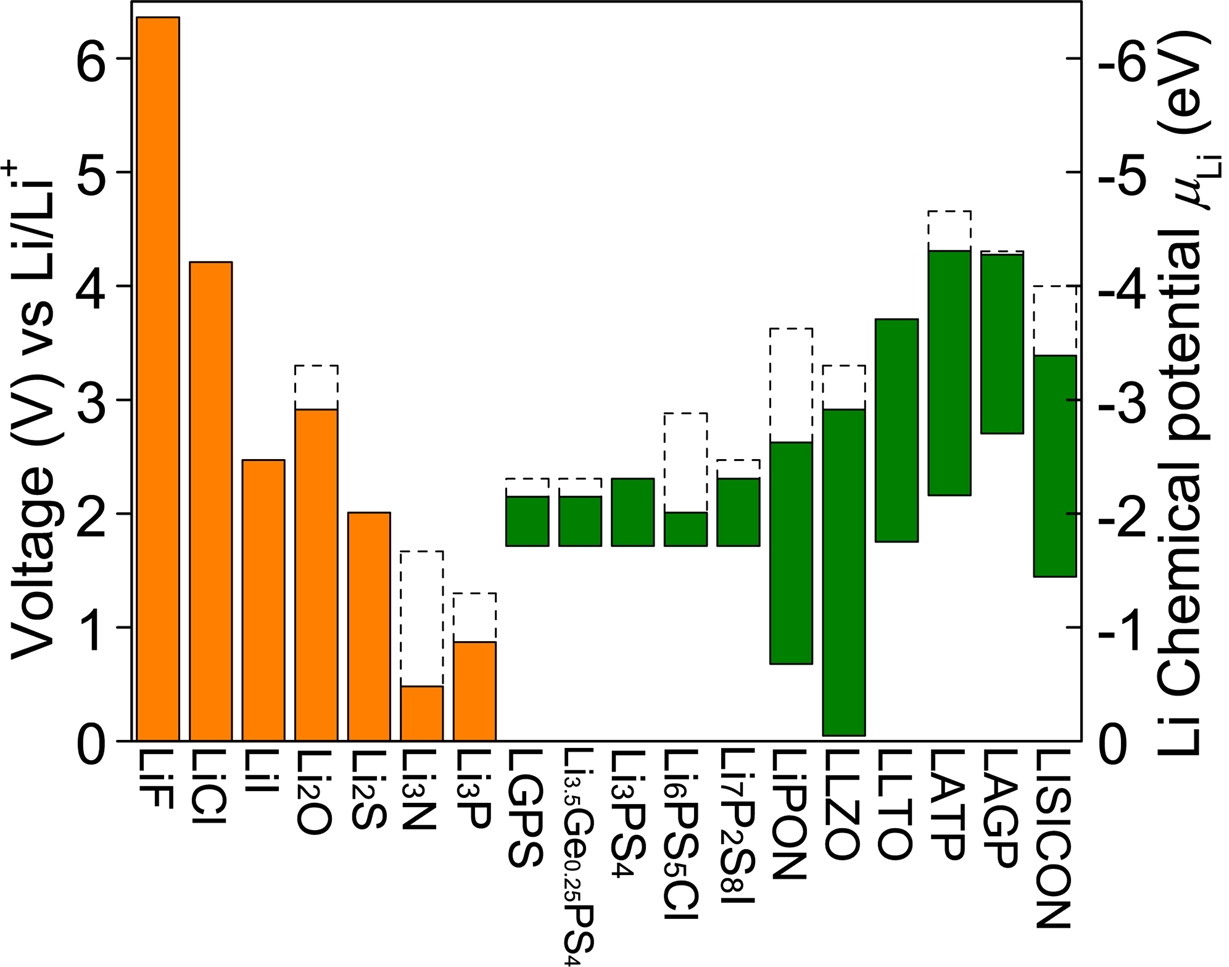 Voltage (V) vs Li/Li⁺
6
5
4
3
2
1
0
-6
-5
-4
-3
-2
-1
0
Li Chemical potential 𝜇Li (eV)
LiF
LiCl
LiI
Li₂O
Li₂S
Li₃N
Li₃P
LGPS
Li₃.₅Ge₀.₂₅PS₄
Li₃PS₄
Li₆PS₅Cl
Li₇P₂S₈I
LiPON
LLZO
LLTO
LATP
LAGP
LISICON